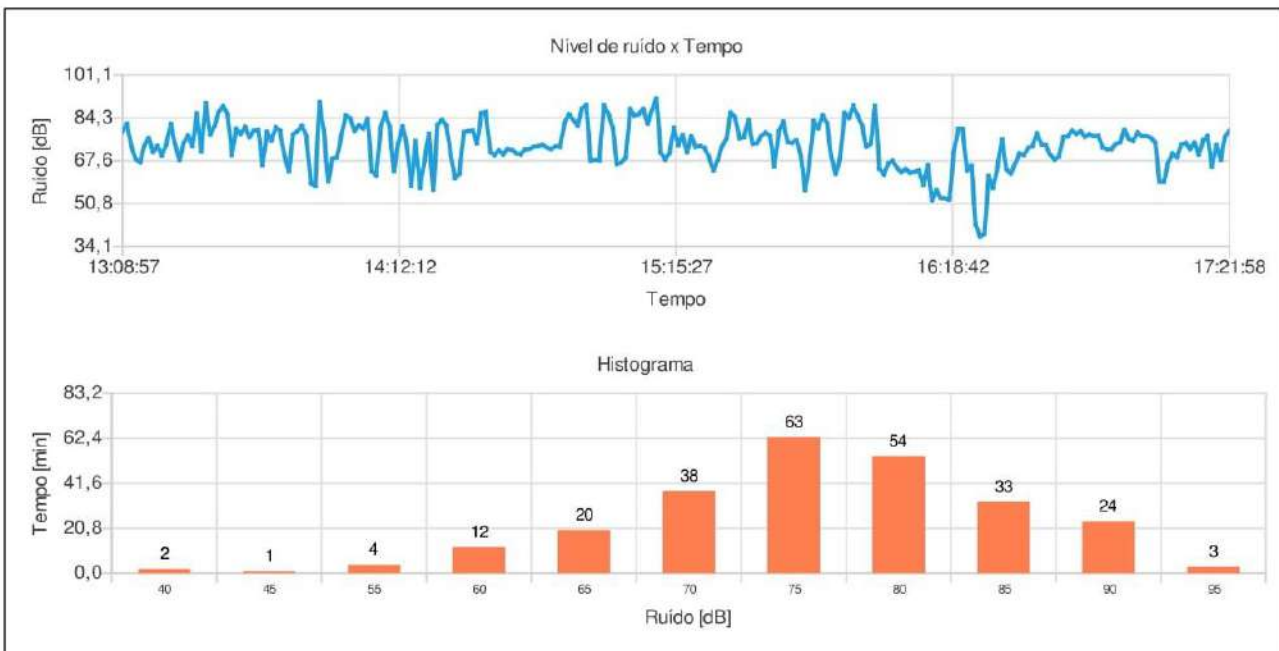 Nível de ruído x Tempo
101,1
84,3
67,6
50,8
34,1
Ruído [dB]
13:08:57 14:12:12 15:15:27 16:18:42 17:21:58
Tempo
Histograma
83,2
62,4
41,6
20,8
0,0
Tempo [min]
2 1 4 12 20 38 63 54 33 24 3
40 45 55 60 65 70 75 80 85 90 95
Ruído [dB]